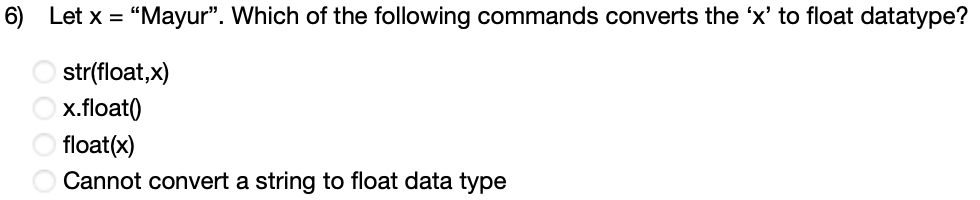 6) Let x = “Mayur”. Which of the following commands converts the ‘x’ to float datatype?
str(float,x)
x.float()
float(x)
Cannot convert a string to float data type